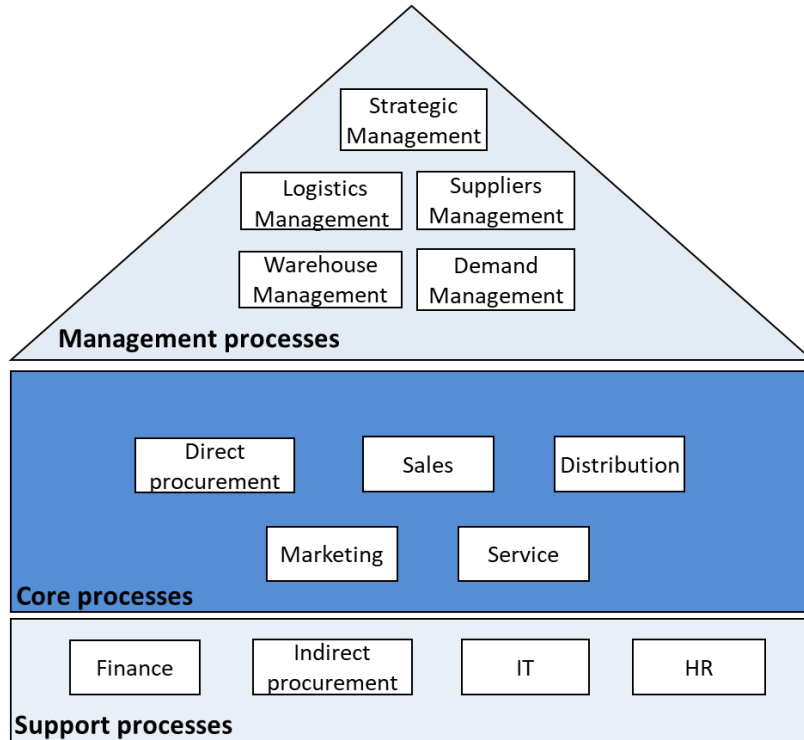 Strategic
Management
Logistics
Management
Suppliers
Management
Warehouse
Management
Demand
Management
Management processes
Direct
procurement
Sales
Distribution
Marketing
Service
Core processes
Finance
Indirect
procurement
IT
HR
Support processes